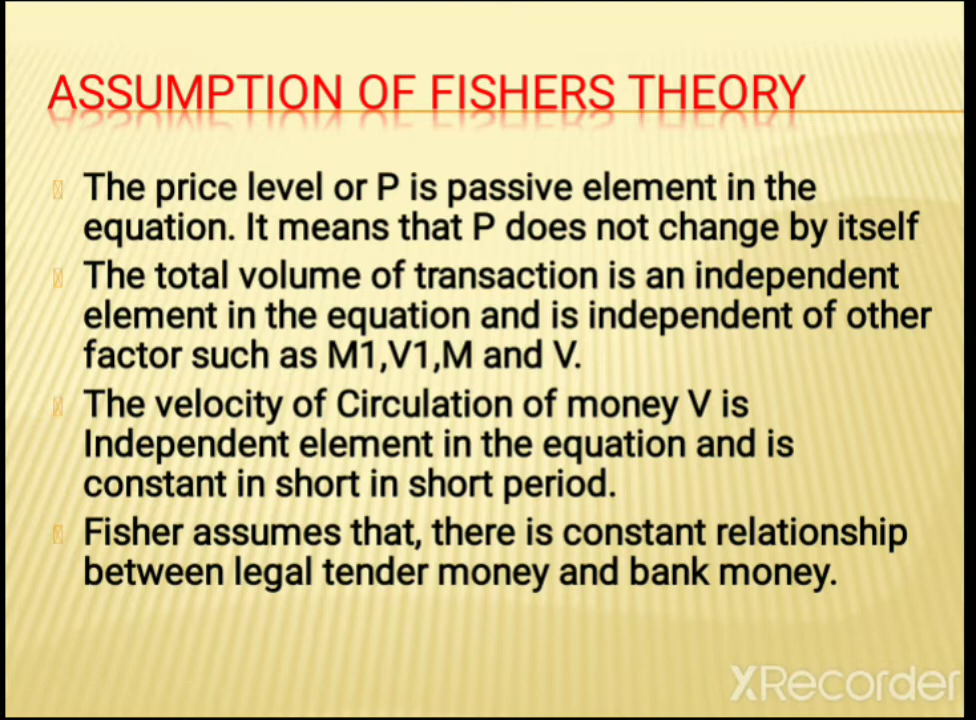 ASSUMPTION OF FISHERS THEORY
The price level or P is passive element in the
equation. It means that P does not change by itself
The total volume of transaction is an independent
element in the equation and is independent of other
factor such as M1,V1,M and V.
The velocity of Circulation of money V is
Independent element in the equation and is
constant in short in short period.
Fisher assumes that, there is constant relationship
between legal tender money and bank money.
XRecorder